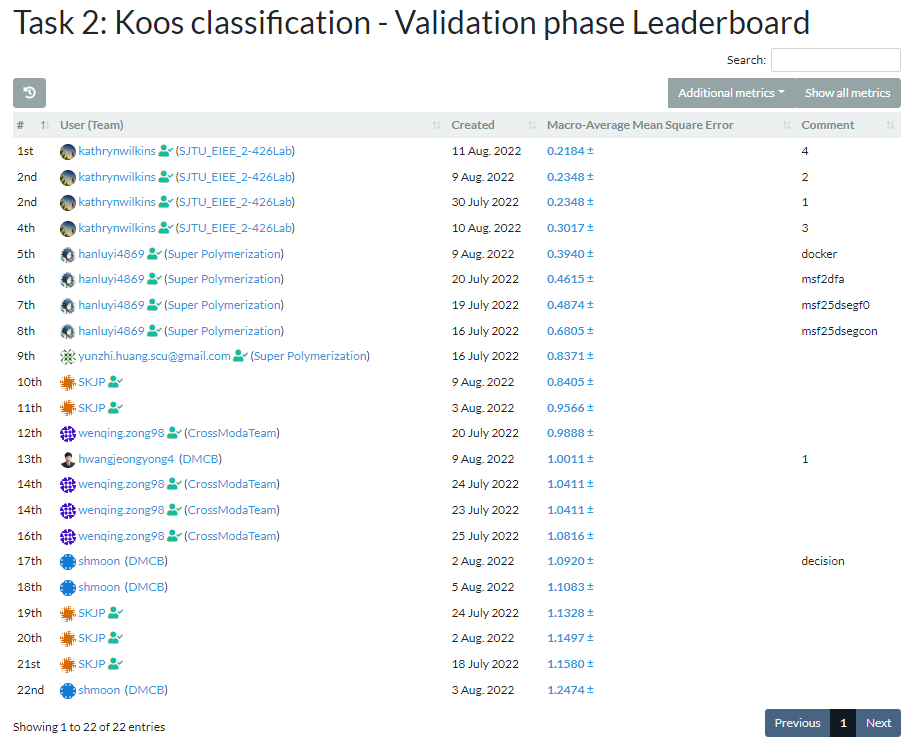 Task 2: Koos classification - Validation phase Leaderboard
Search:
Additional metrics Show all metrics
# User (Team) Created Macro-Average Mean Square Error Comment
1st kathrynwilkins (SJTU_EIEE_2-426Lab) 11 Aug. 2022 0.2184 ± 4
2nd kathrynwilkins (SJTU_EIEE_2-426Lab) 9 Aug. 2022 0.2348 ± 2
2nd kathrynwilkins (SJTU_EIEE_2-426Lab) 30 July 2022 0.2348 ± 1
4th kathrynwilkins (SJTU_EIEE_2-426Lab) 10 Aug. 2022 0.3017 ± 3
5th hanluyi4869 (Super Polymerization) 9 Aug. 2022 0.3940 ± docker
6th hanluyi4869 (Super Polymerization) 20 July 2022 0.4615 ± msf2dfa
7th hanluyi4869 (Super Polymerization) 19 July 2022 0.4874 ± msf25dsegf0
8th hanluyi4869 (Super Polymerization) 16 July 2022 0.6805 ± msf25dsegcon
9th yunzhi.huang.scu@gmail.com (Super Polymerization) 16 July 2022 0.8371 ±
10th SKJP 9 Aug. 2022 0.8405 ±
11th SKJP 3 Aug. 2022 0.9566 ±
12th wenqing.zong98 (CrossModaTeam) 20 July 2022 0.9888 ±
13th hwangjeongyong4 (DMCB) 9 Aug. 2022 1.0011 ± 1
14th wenqing.zong98 (CrossModaTeam) 24 July 2022 1.0411 ±
14th wenqing.zong98 (CrossModaTeam) 23 July 2022 1.0411 ±
16th wenqing.zong98 (CrossModaTeam) 25 July 2022 1.0816 ±
17th shmoon (DMCB) 2 Aug. 2022 1.0920 ± decision
18th shmoon (DMCB) 5 Aug. 2022 1.1083 ±
19th SKJP 24 July 2022 1.1328 ±
20th SKJP 2 Aug. 2022 1.1497 ±
21st SKJP 18 July 2022 1.1580 ±
22nd shmoon (DMCB) 3 Aug. 2022 1.2474 ±
Showing 1 to 22 of 22 entries
Previous 1 Next